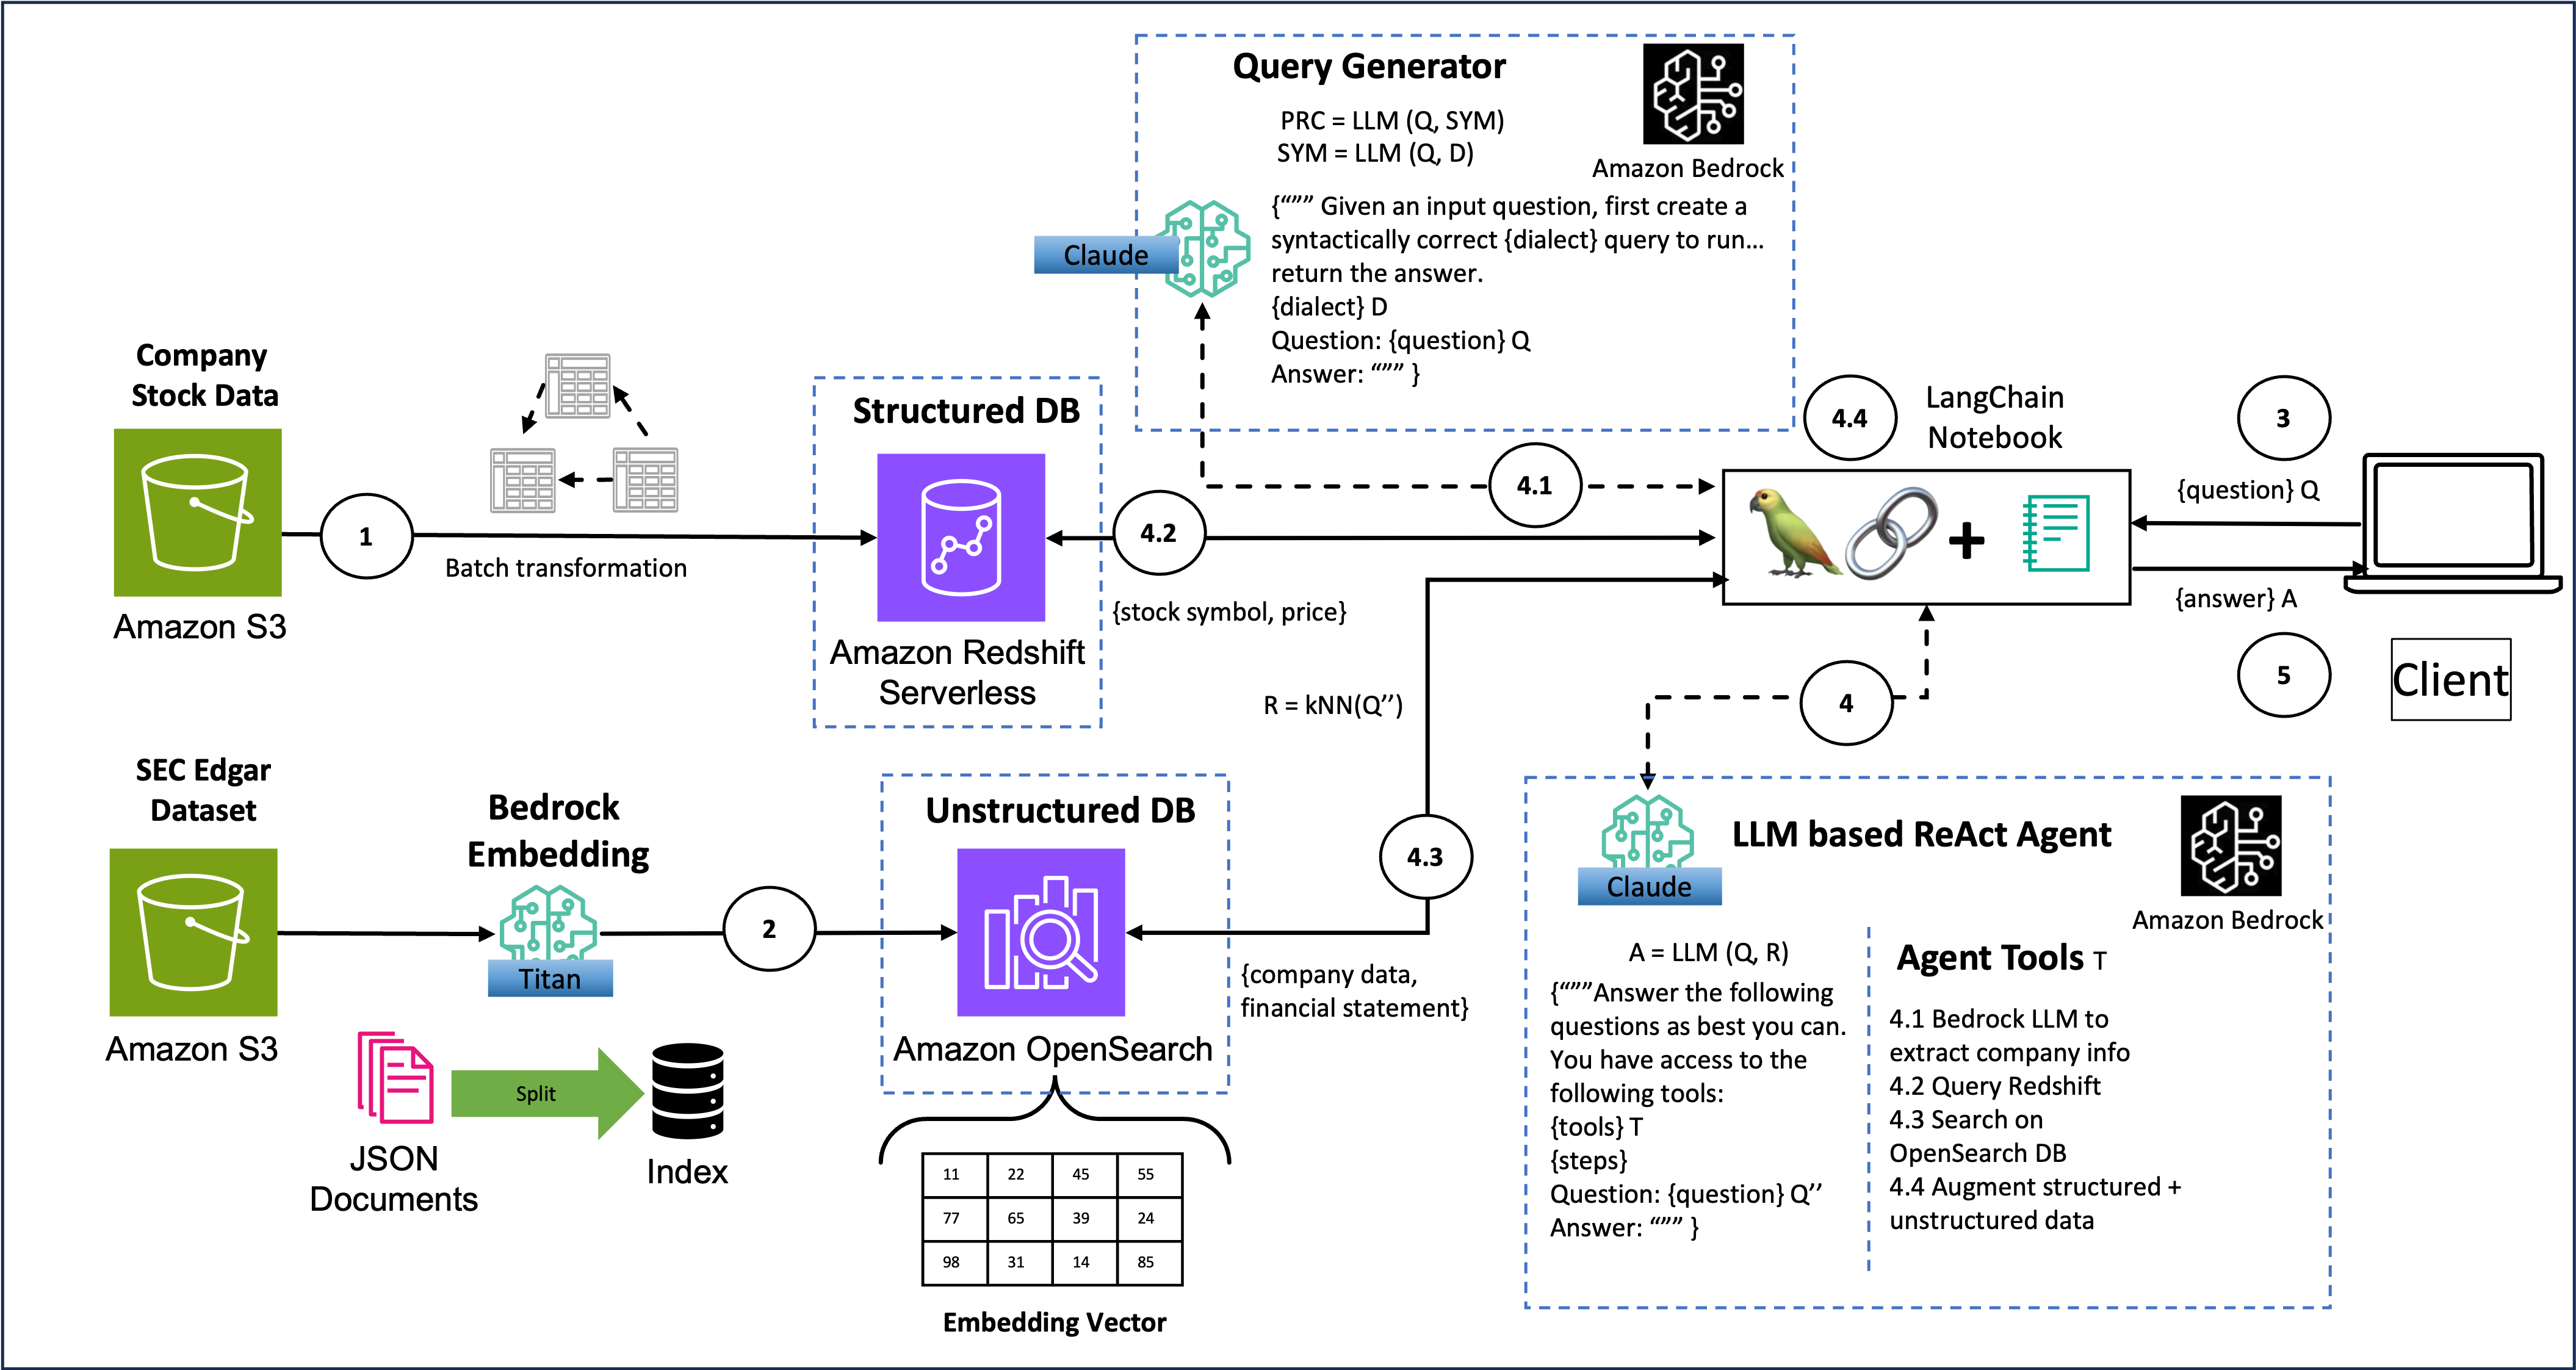 Query Generator
PRC = LLM (Q, SYM)
SYM = LLM (Q, D)
Amazon Bedrock
{“”” Given an input question, first create a
syntactically correct {dialect} query to run...
return the answer.
{dialect} D
Question: {question} Q
Answer: “”” }
Claude
Company
Stock Data
Amazon S3
1
Batch transformation
Structured DB
Amazon Redshift
Serverless
4.2
{stock symbol, price}
4.1
4.4
LangChain
Notebook
3
{question} Q
{answer} A
5
Client
4
R = kNN(Q’’)
4.3
SEC Edgar
Dataset
Amazon S3
Bedrock
Embedding
Titan
2
Unstructured DB
Amazon OpenSearch
{company data,
financial statement}
JSON
Documents
Split
Index
11 22 45 55
77 65 39 24
98 31 14 85
Embedding Vector
Claude
LLM based ReAct Agent
Amazon Bedrock
A = LLM (Q, R)
{“””Answer the following
questions as best you can.
You have access to the
following tools:
{tools} T
{steps}
Question: {question} Q’’
Answer: “”” }
Agent Tools T
4.1 Bedrock LLM to
extract company info
4.2 Query Redshift
4.3 Search on
OpenSearch DB
4.4 Augment structured +
unstructured data